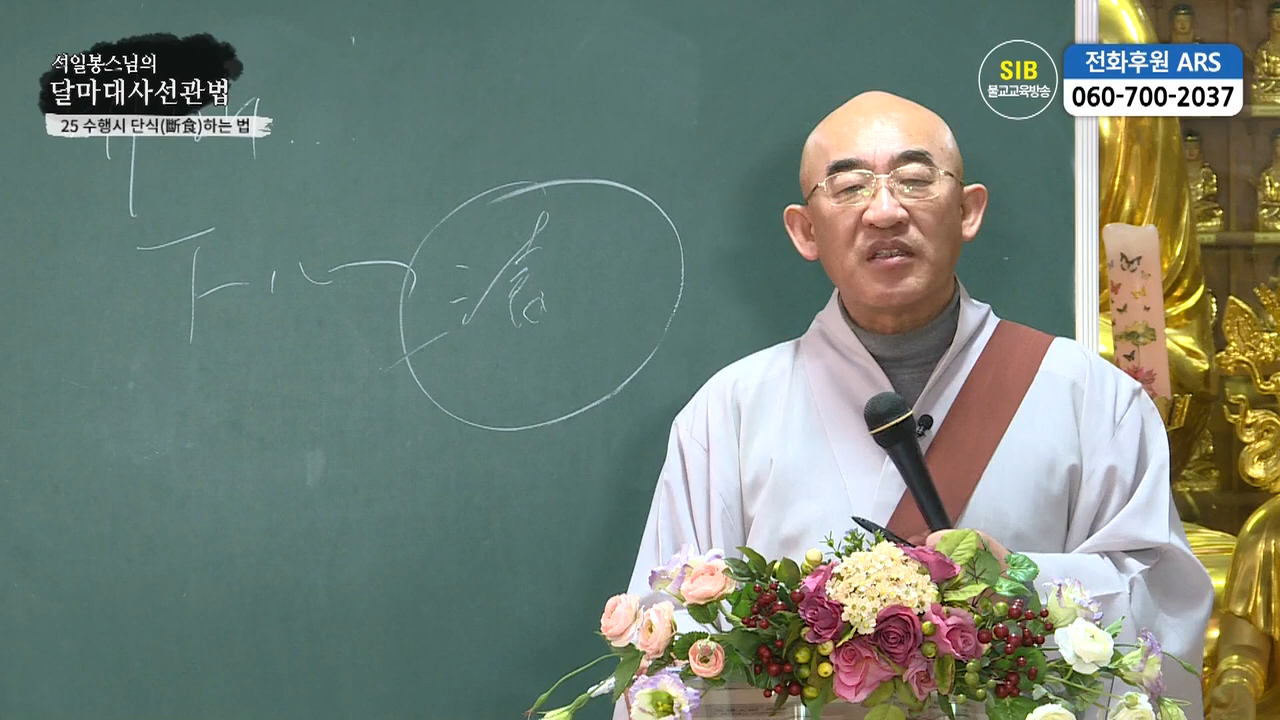 석일봉스님의
달마대사선관법
25 수행시 단식(斷食)하는 법
SIB
불교교육방송
전화후원 ARS
060-700-2037